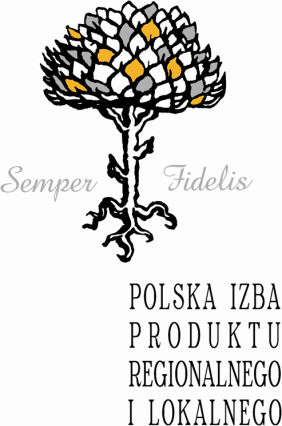 Semper Fidelis
POLSKA IZBA
PRODUKTU
REGIONALNEGO
I LOKALNEGO